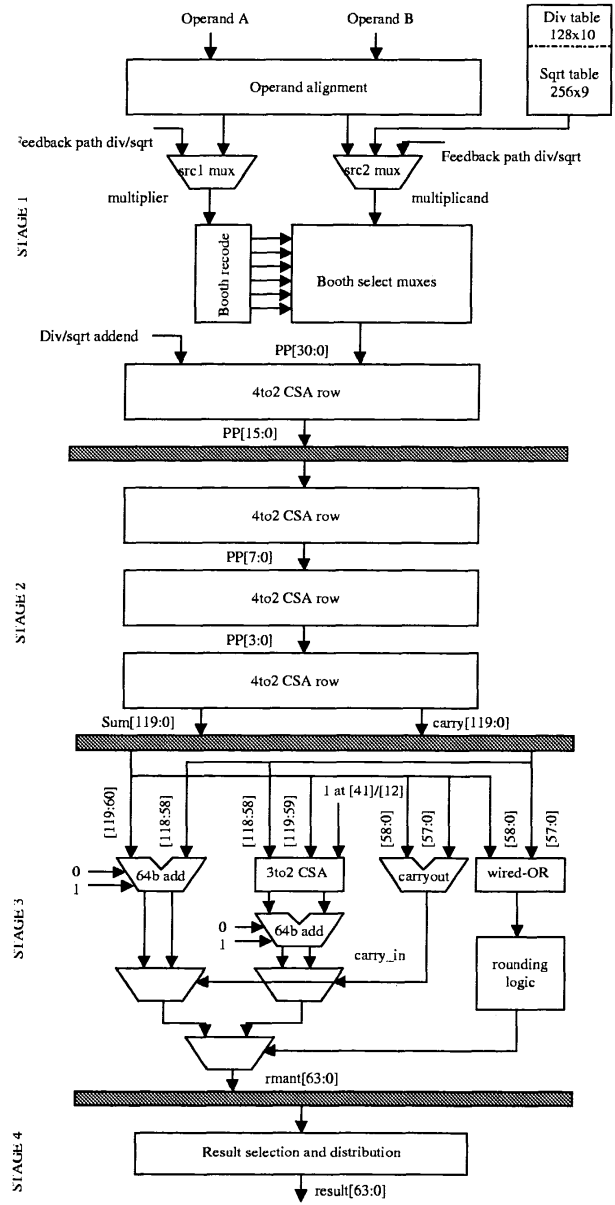 Operand A
Operand B
Div table
128x10
Sqrt table
256x9
Operand alignment
Feedback path div/sqrt
src1 mux
src2 mux
Feedback path div/sqrt
multiplier
multiplicand
STAGE 1
Booth recode
Booth select muxes
Div/sqrt addend
PP[30:0]
4to2 CSA row
PP[15:0]
4to2 CSA row
PP[7:0]
STAGE 2
4to2 CSA row
PP[3:0]
4to2 CSA row
Sum[119:0]
carry[119:0]
[119:60]
[118:58]
[118:58]
[119:59]
1 at [41]/[12]
[58:0]
[57:0]
[58:0]
[57:0]
0
1
64b add
3to2 CSA
carryout
wired-OR
STAGE 3
0
1
64b add
carry_in
rounding
logic
rmant[63:0]
STAGE 4
Result selection and distribution
result[63:0]